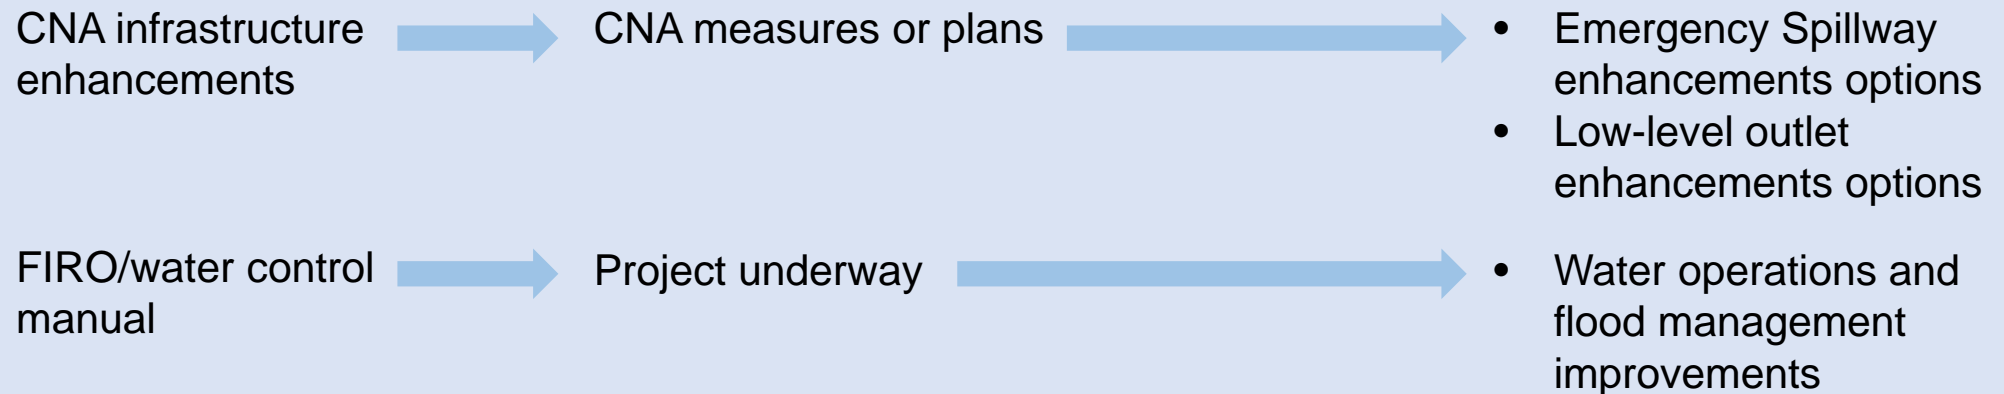 CNA infrastructure
enhancements
CNA measures or plans
• Emergency Spillway
enhancements options
• Low-level outlet
enhancements options
FIRO/water control
manual
Project underway
• Water operations and
flood management
improvements